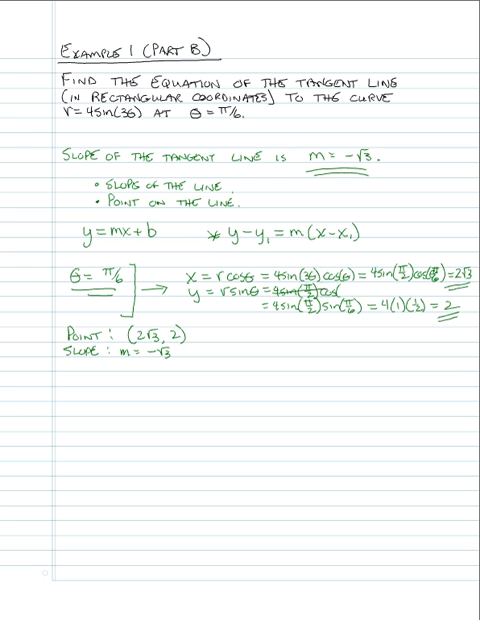 EXAMPLE 1 (PART B)
FIND THE EQUATION OF THE TANGENT LINE
(IN RECTANGULAR COORDINATES) TO THE CURVE
r=4sin(3θ) AT θ=π/6.
SLOPE OF THE TANGENT LINE IS m = -√3.
• SLOPE OF THE LINE.
• POINT ON THE LINE.
y=mx+b * y-y₁=m(x-x₁)
θ= π/6 ] → x = r cosθ = 4sin(3θ)cos(θ) = 4sin(π/2)cos(π/6)=2√3
y = r sinθ = 4sin(π/2)cos(
= 4sin(π/2)sin(π/6) = 4(1)(1/2) = 2
POINT : (2√3, 2)
SLOPE : m = -√3